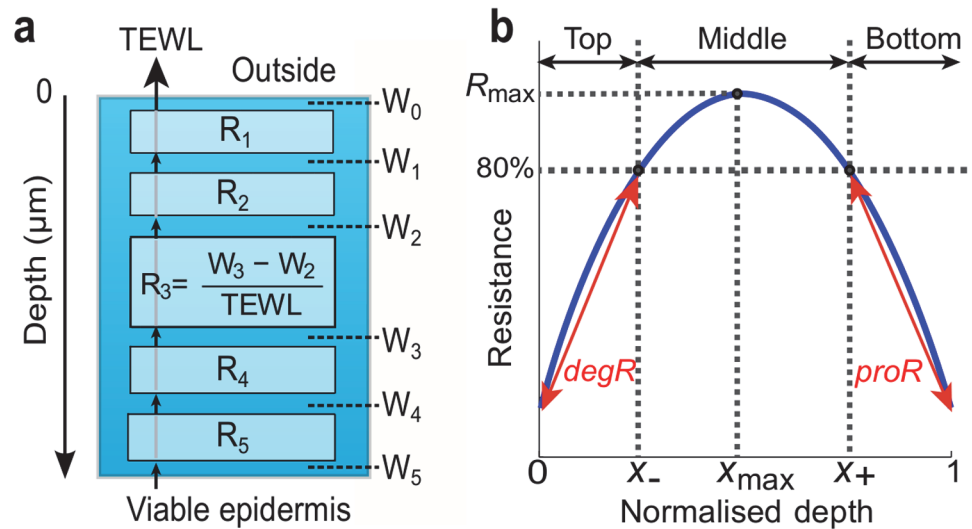 a
TEWL
Outside
0
W₀
R₁
W₁
R₂
W₂
R₃= W₃ − W₂
TEWL
W₃
R₄
W₄
R₅
W₅
Viable epidermis
Depth (μm)
b
Top Middle Bottom
Rmax
80%
Resistance
degR
proR
0 x- xmax x+ 1
Normalised depth